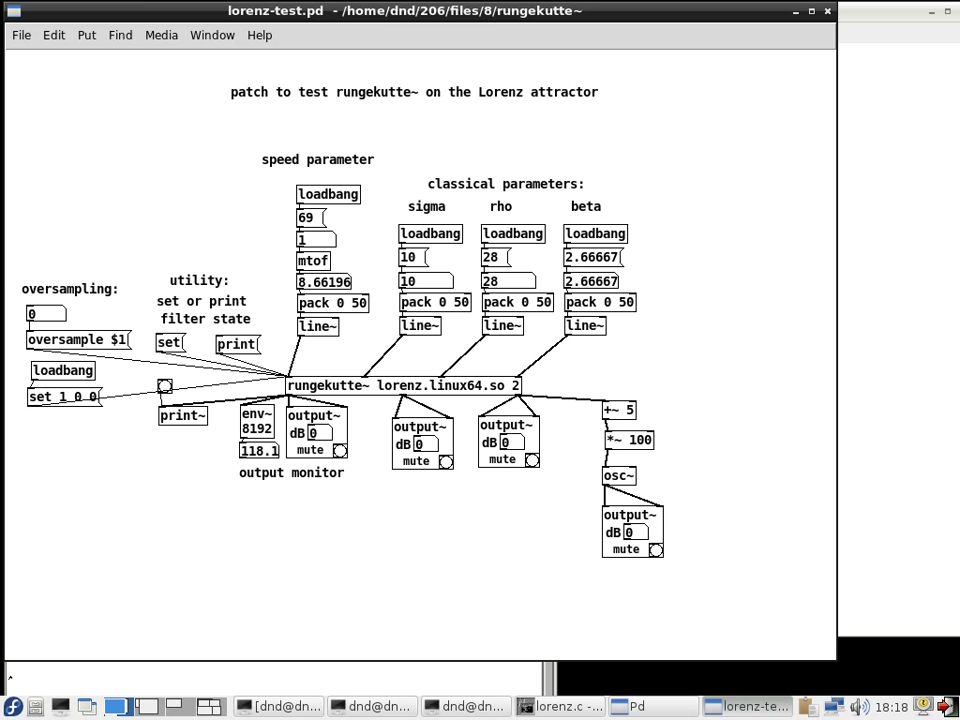 lorenz-test.pd - /home/dnd/206/files/8/rungekutte~
File Edit Put Find Media Window Help
patch to test rungekutte~ on the Lorenz attractor
speed parameter
loadbang
69
1
mtof
8.66196
pack 0 50
line~
classical parameters:
sigma rho beta
loadbang loadbang loadbang
10 28 2.66667
10 28 2.66667
pack 0 50 pack 0 50 pack 0 50
line~ line~ line~
oversampling:
0
oversample $1
loadbang
set 1 0 0
utility:
set or print
filter state
set print
rungekutte~ lorenz.linux64.so 2
print~
env~
8192
118.1
output~
dB 0
mute
output monitor
output~
dB 0
mute
output~
dB 0
mute
+~ 5
*~ 100
osc~
output~
dB 0
mute
[dnd@dn... dnd@dn... dnd@dn... lorenz.c -... Pd lorenz-te... 18:18